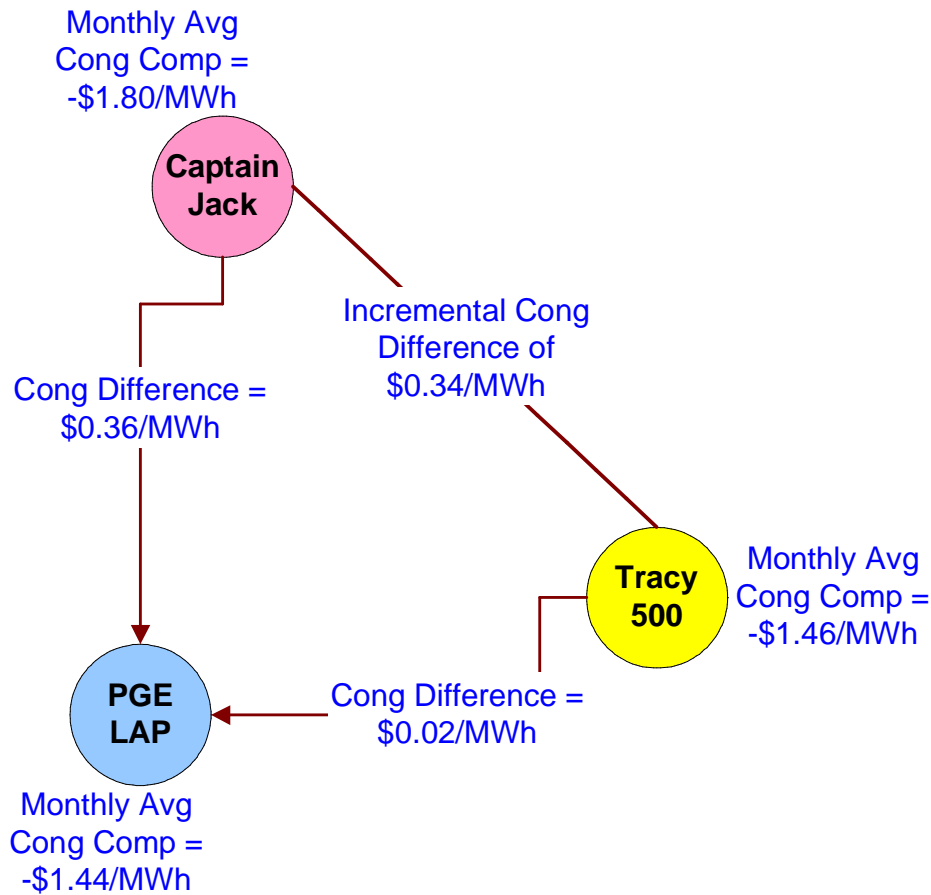 Monthly Avg
Cong Comp =
-$1.80/MWh
Captain
Jack
Incremental Cong
Difference of
$0.34/MWh
Cong Difference =
$0.36/MWh
Tracy
500
Monthly Avg
Cong Comp =
-$1.46/MWh
PGE
LAP
Cong Difference =
$0.02/MWh
Monthly Avg
Cong Comp =
-$1.44/MWh